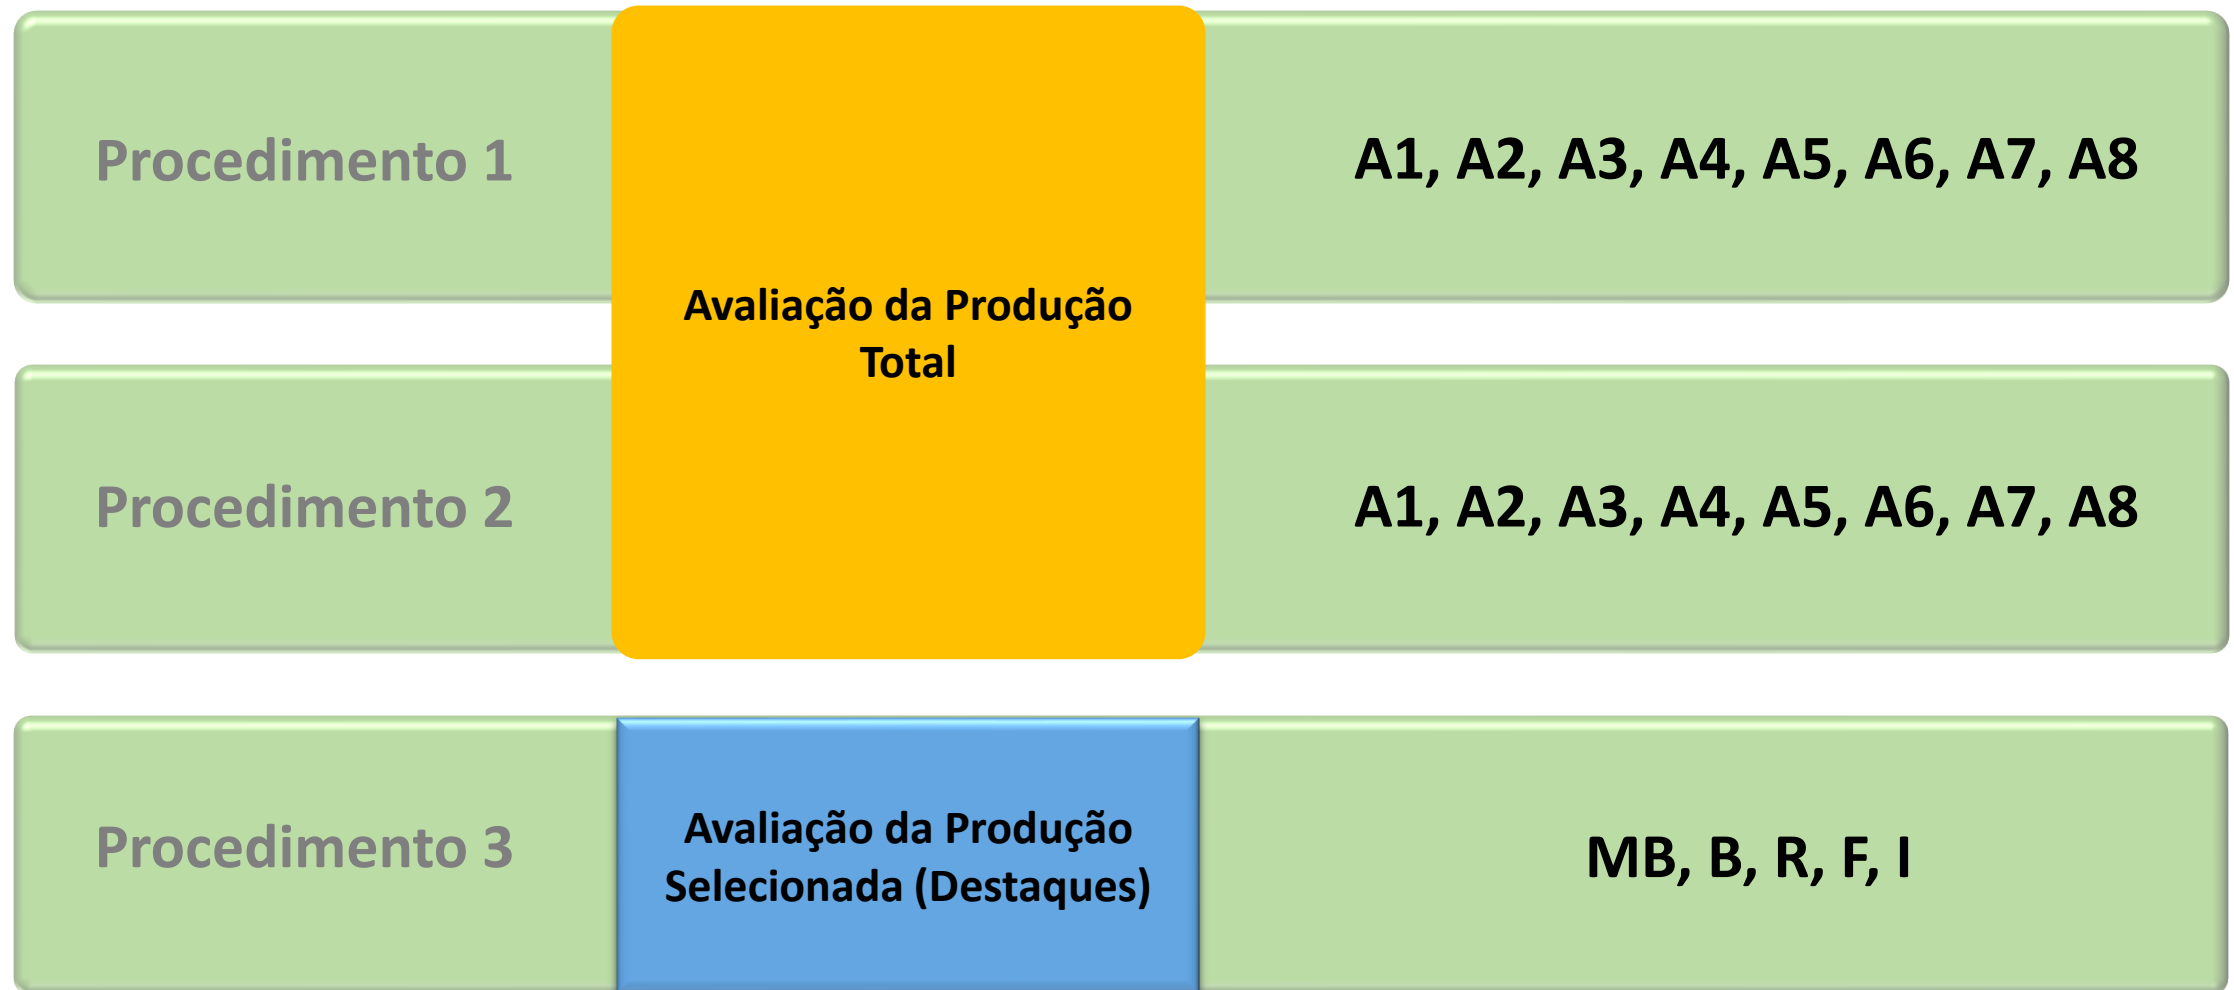 Procedimento 1
A1, A2, A3, A4, A5, A6, A7, A8
Avaliação da Produção
Total
Procedimento 2
A1, A2, A3, A4, A5, A6, A7, A8
Procedimento 3
Avaliação da Produção
Selecionada (Destaques)
MB, B, R, F, I